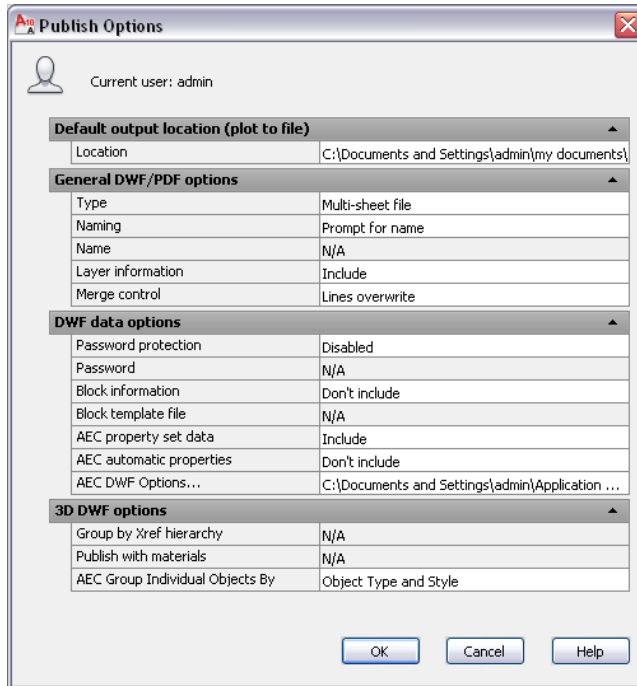 Publish Options
Current user: admin
Default output location (plot to file)
Location C:\Documents and Settings\admin\my documents\
General DWF/PDF options
Type Multi-sheet file
Naming Prompt for name
Name N/A
Layer information Include
Merge control Lines overwrite
DWF data options
Password protection Disabled
Password N/A
Block information Don't include
Block template file N/A
AEC property set data Include
AEC automatic properties Don't include
AEC DWF Options... C:\Documents and Settings\admin\Application ...
3D DWF options
Group by Xref hierarchy N/A
Publish with materials N/A
AEC Group Individual Objects By Object Type and Style
OK Cancel Help